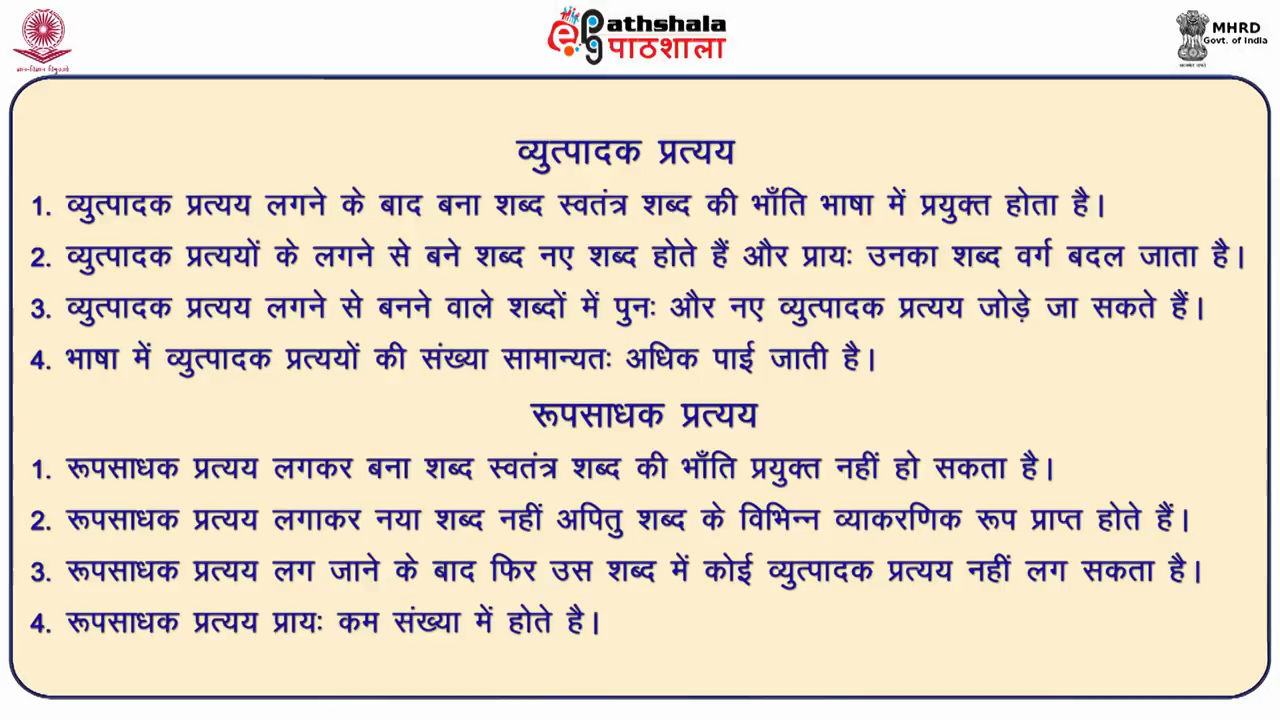 ePathshala
पाठशाला
MHRD
Govt. of India
व्युत्पादक प्रत्यय
1. व्युत्पादक प्रत्यय लगने के बाद बना शब्द स्वतंत्र शब्द की भाँति भाषा में प्रयुक्त होता है।
2. व्युत्पादक प्रत्ययों के लगने से बने शब्द नए शब्द होते हैं और प्रायः उनका शब्द वर्ग बदल जाता है।
3. व्युत्पादक प्रत्यय लगने से बनने वाले शब्दों में पुनः और नए व्युत्पादक प्रत्यय जोड़े जा सकते हैं।
4. भाषा में व्युत्पादक प्रत्ययों की संख्या सामान्यतः अधिक पाई जाती है।
रूपसाधक प्रत्यय
1. रूपसाधक प्रत्यय लगकर बना शब्द स्वतंत्र शब्द की भाँति प्रयुक्त नहीं हो सकता है।
2. रूपसाधक प्रत्यय लगाकर नया शब्द नहीं अपितु शब्द के विभिन्न व्याकरणिक रूप प्राप्त होते हैं।
3. रूपसाधक प्रत्यय लग जाने के बाद फिर उस शब्द में कोई व्युत्पादक प्रत्यय नहीं लग सकता है।
4. रूपसाधक प्रत्यय प्रायः कम संख्या में होते है।